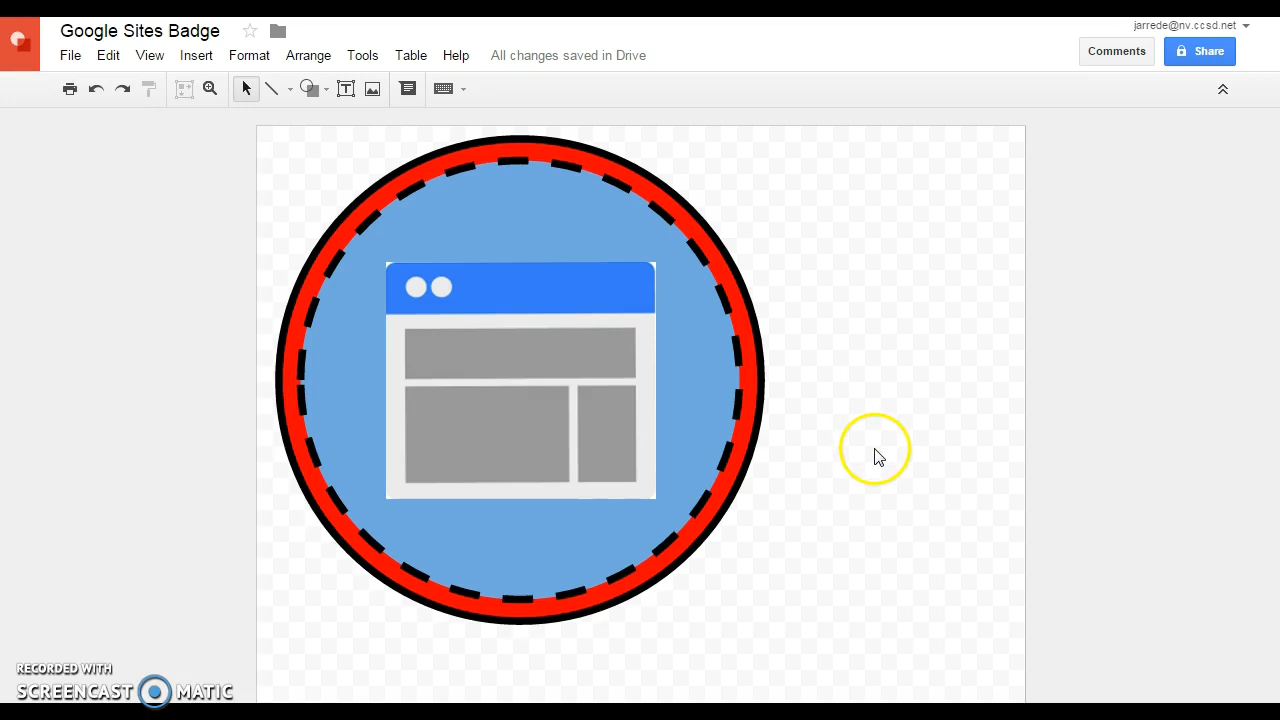 Google Sites Badge
jarrede@nv.ccsd.net
File Edit View Insert Format Arrange Tools Table Help All changes saved in Drive
Comments
Share
RECORDED WITH
SCREENCAST MATIC